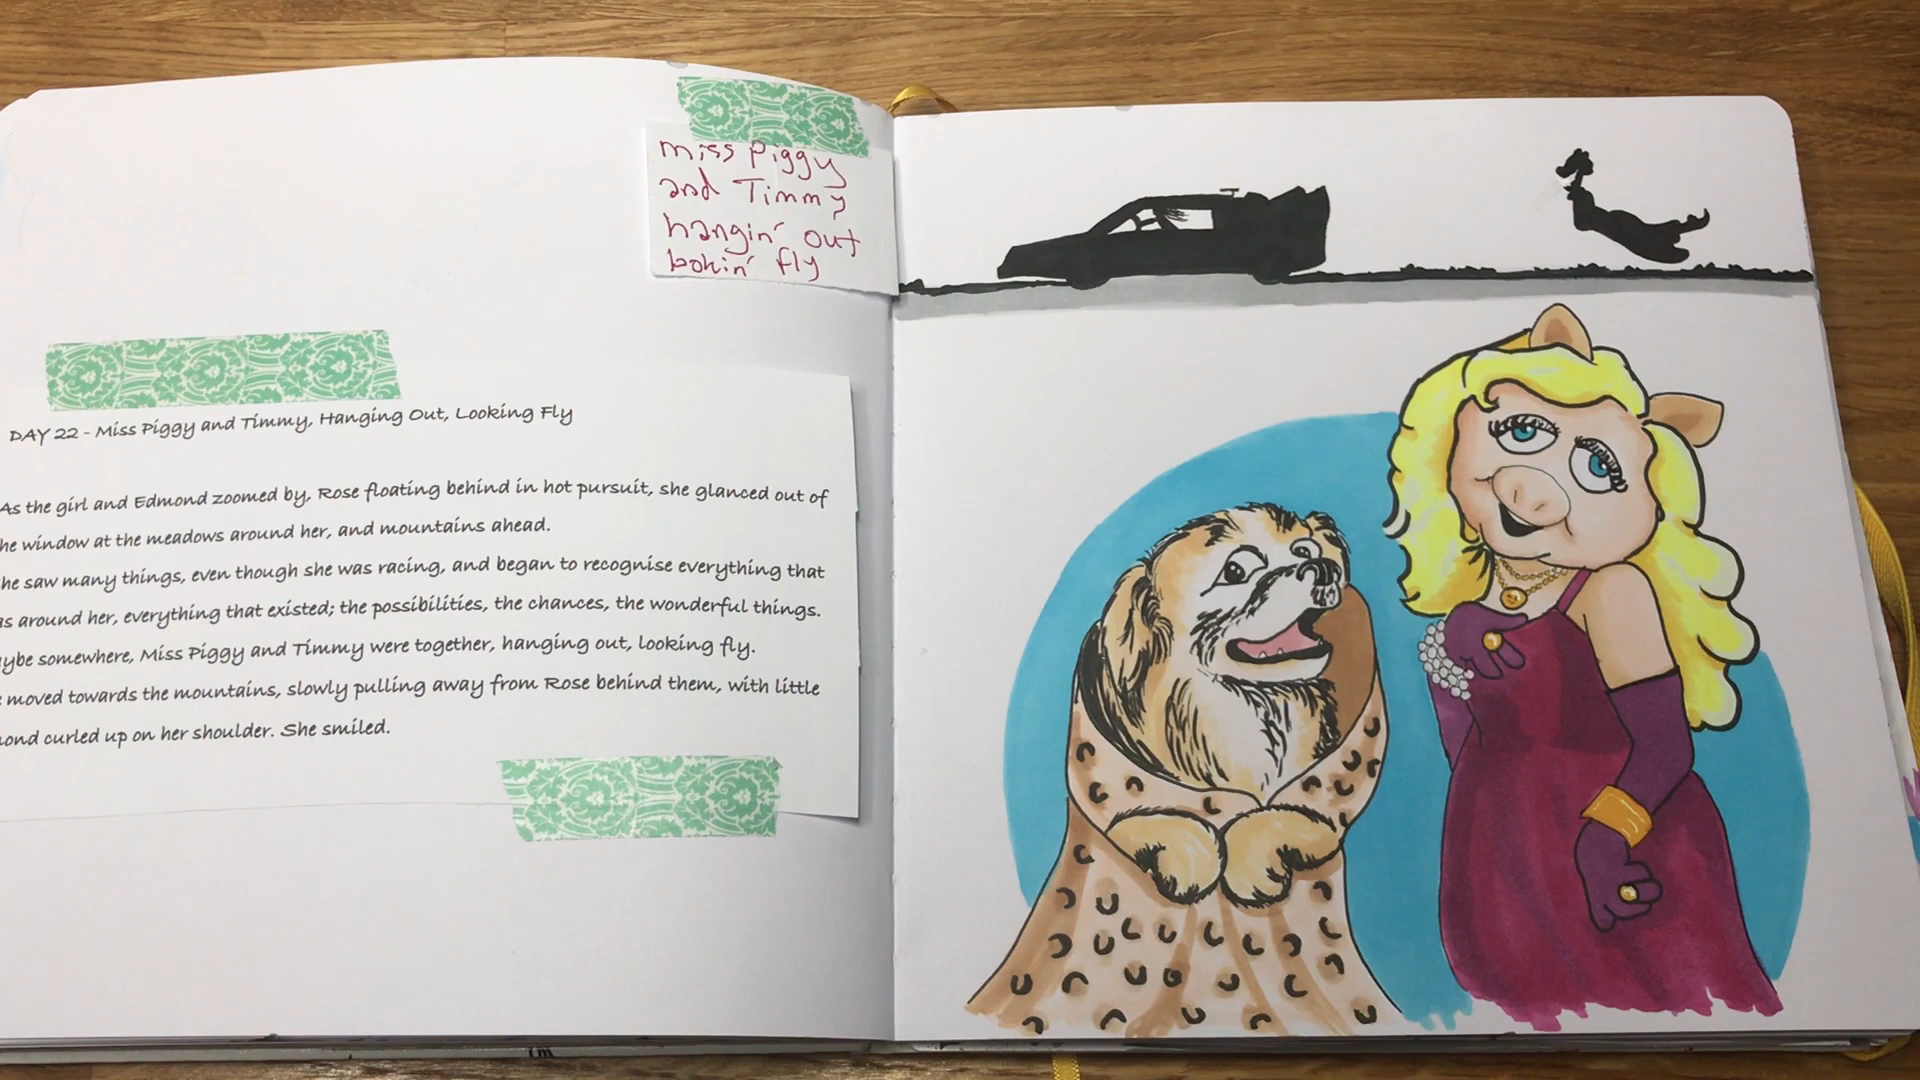 miss Piggy
and Timmy
hangin' out
lookin' fly
DAY 22 - Miss Piggy and Timmy, Hanging Out, Looking Fly
As the girl and Edmond zoomed by, Rose floating behind in hot pursuit, she glanced out of
he window at the meadows around her, and mountains ahead.
he saw many things, even though she was racing, and began to recognise everything that
as around her, everything that existed; the possibilities, the chances, the wonderful things.
ybe somewhere, Miss Piggy and Timmy were together, hanging out, looking fly.
moved towards the mountains, slowly pulling away from Rose behind them, with little
ond curled up on her shoulder. She smiled.